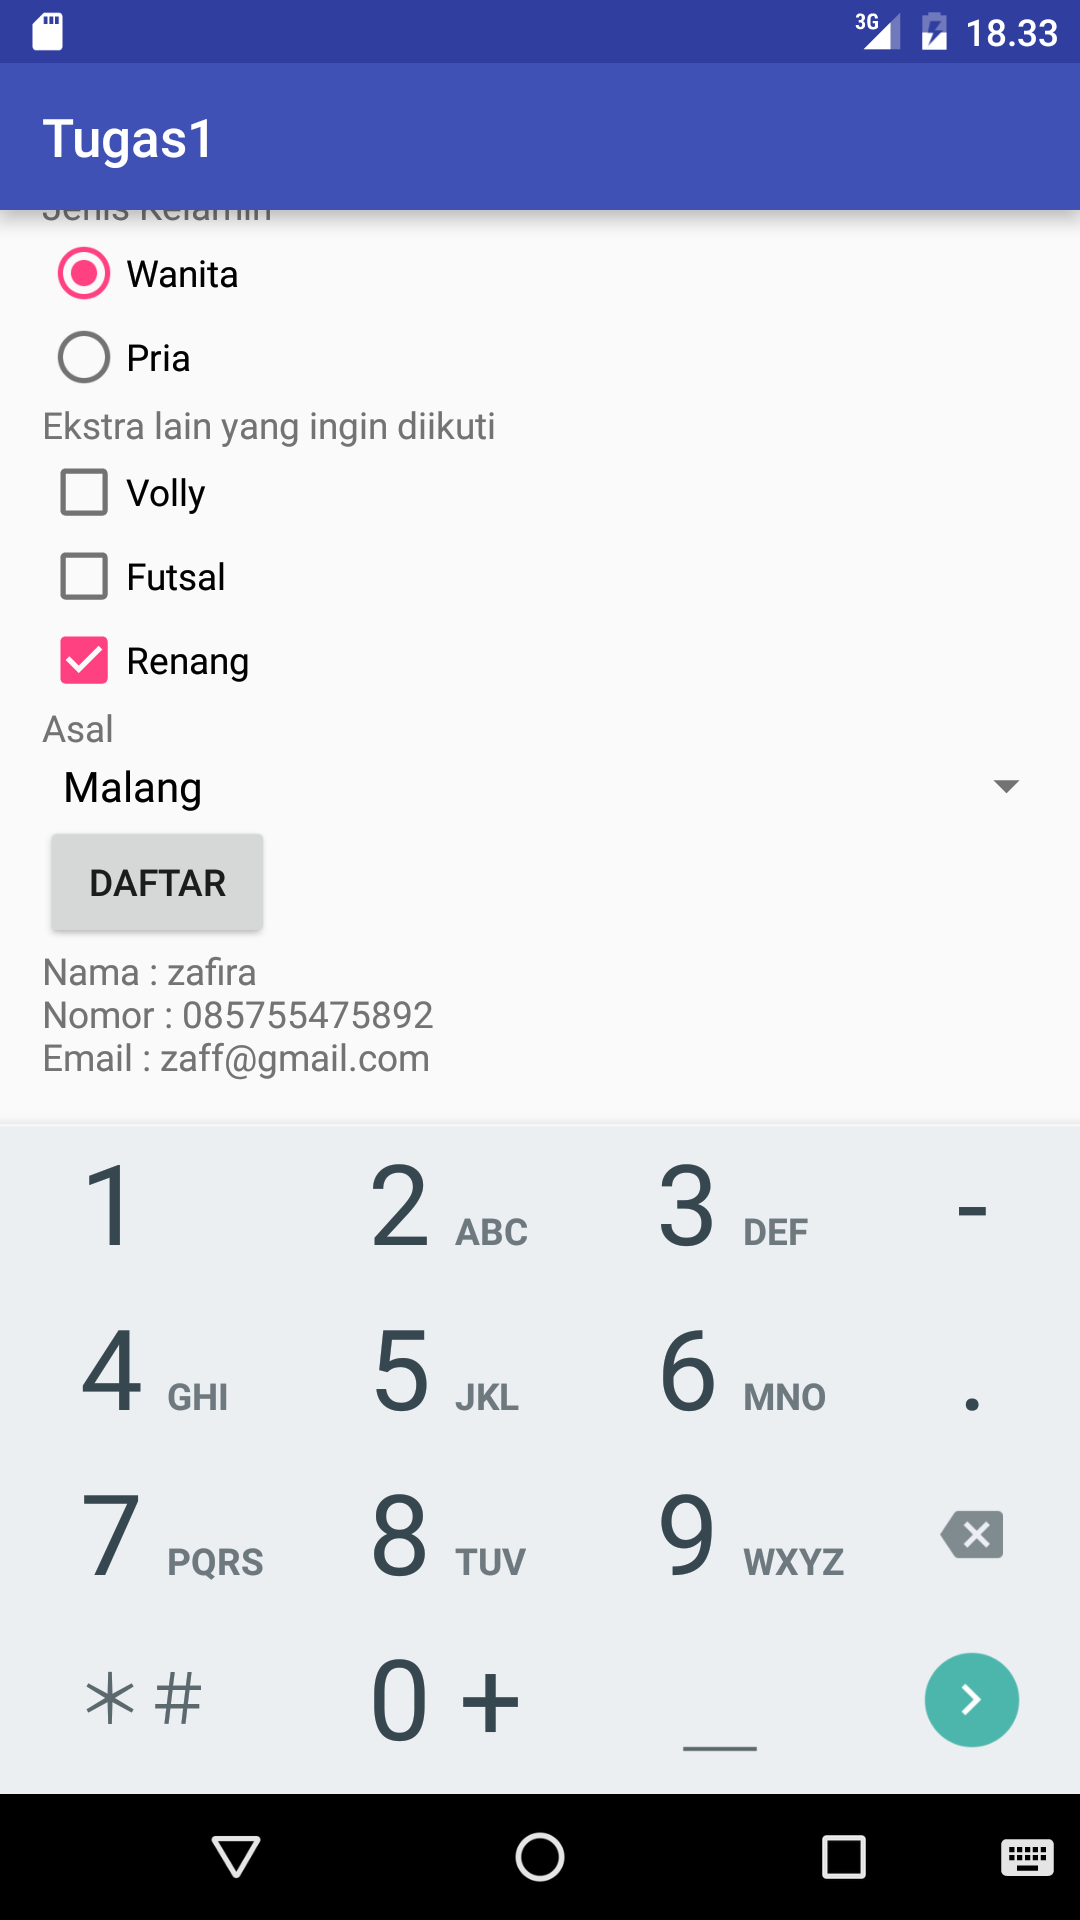 3G 18.33
Tugas1
Jenis Kelamin
Wanita
Pria
Ekstra lain yang ingin diikuti
Volly
Futsal
Renang
Asal
Malang
DAFTAR
Nama : zafira
Nomor : 085755475892
Email : zaff@gmail.com
1 2 ABC 3 DEF -
4 GHI 5 JKL 6 MNO .
7 PQRS 8 TUV 9 WXYZ
*# 0 + _